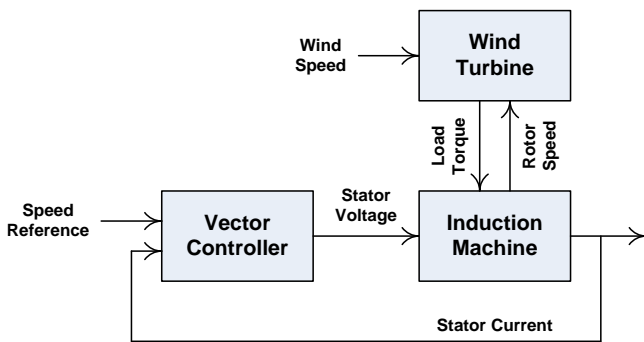 Wind
Speed
Wind
Turbine
Load
Torque
Rotor
Speed
Speed
Reference
Vector
Controller
Stator
Voltage
Induction
Machine
Stator Current